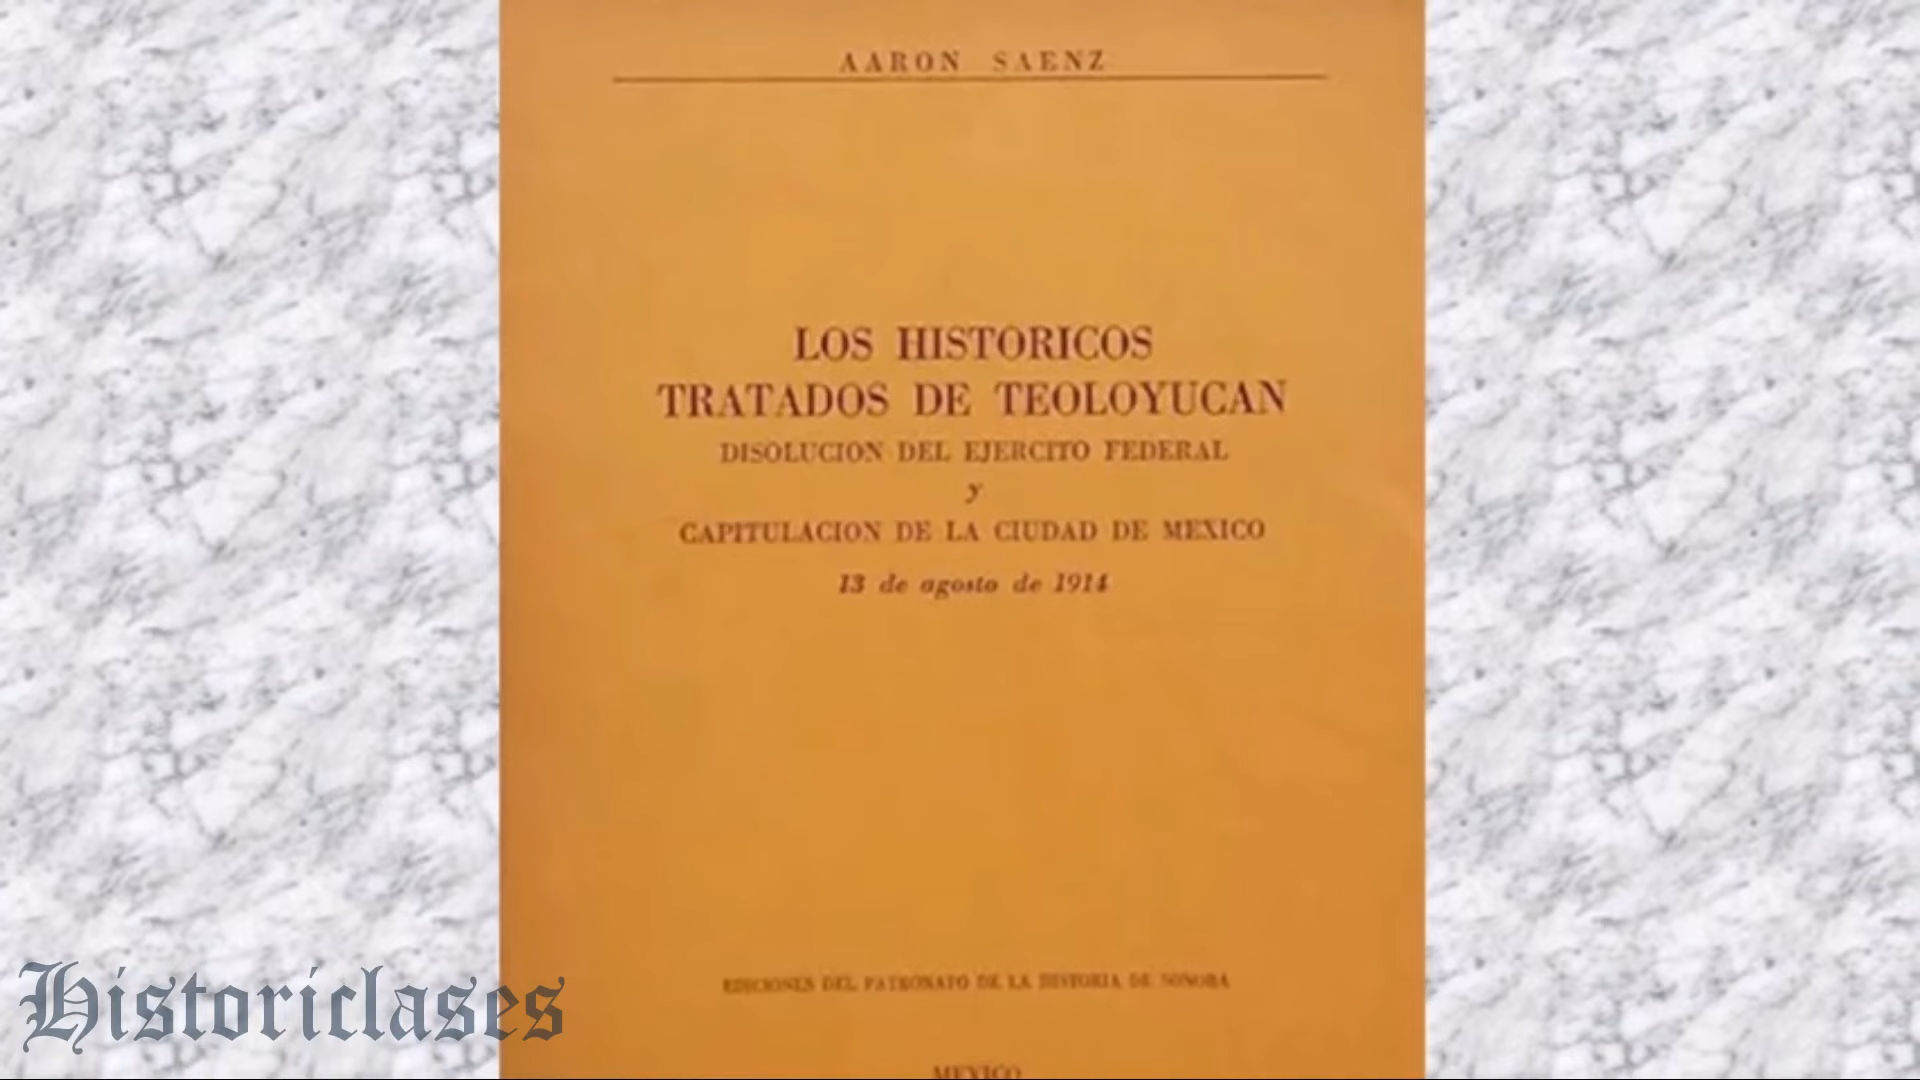 AARON SAENZ
LOS HISTORICOS
TRATADOS DE TEOLOYUCAN
DISOLUCION DEL EJERCITO FEDERAL
y
CAPITULACION DE LA CIUDAD DE MEXICO
13 de agosto de 1914
EDICIONES DEL PATRONATO DE LA HISTORIA DE SONORA
MEXICO
Historiclases